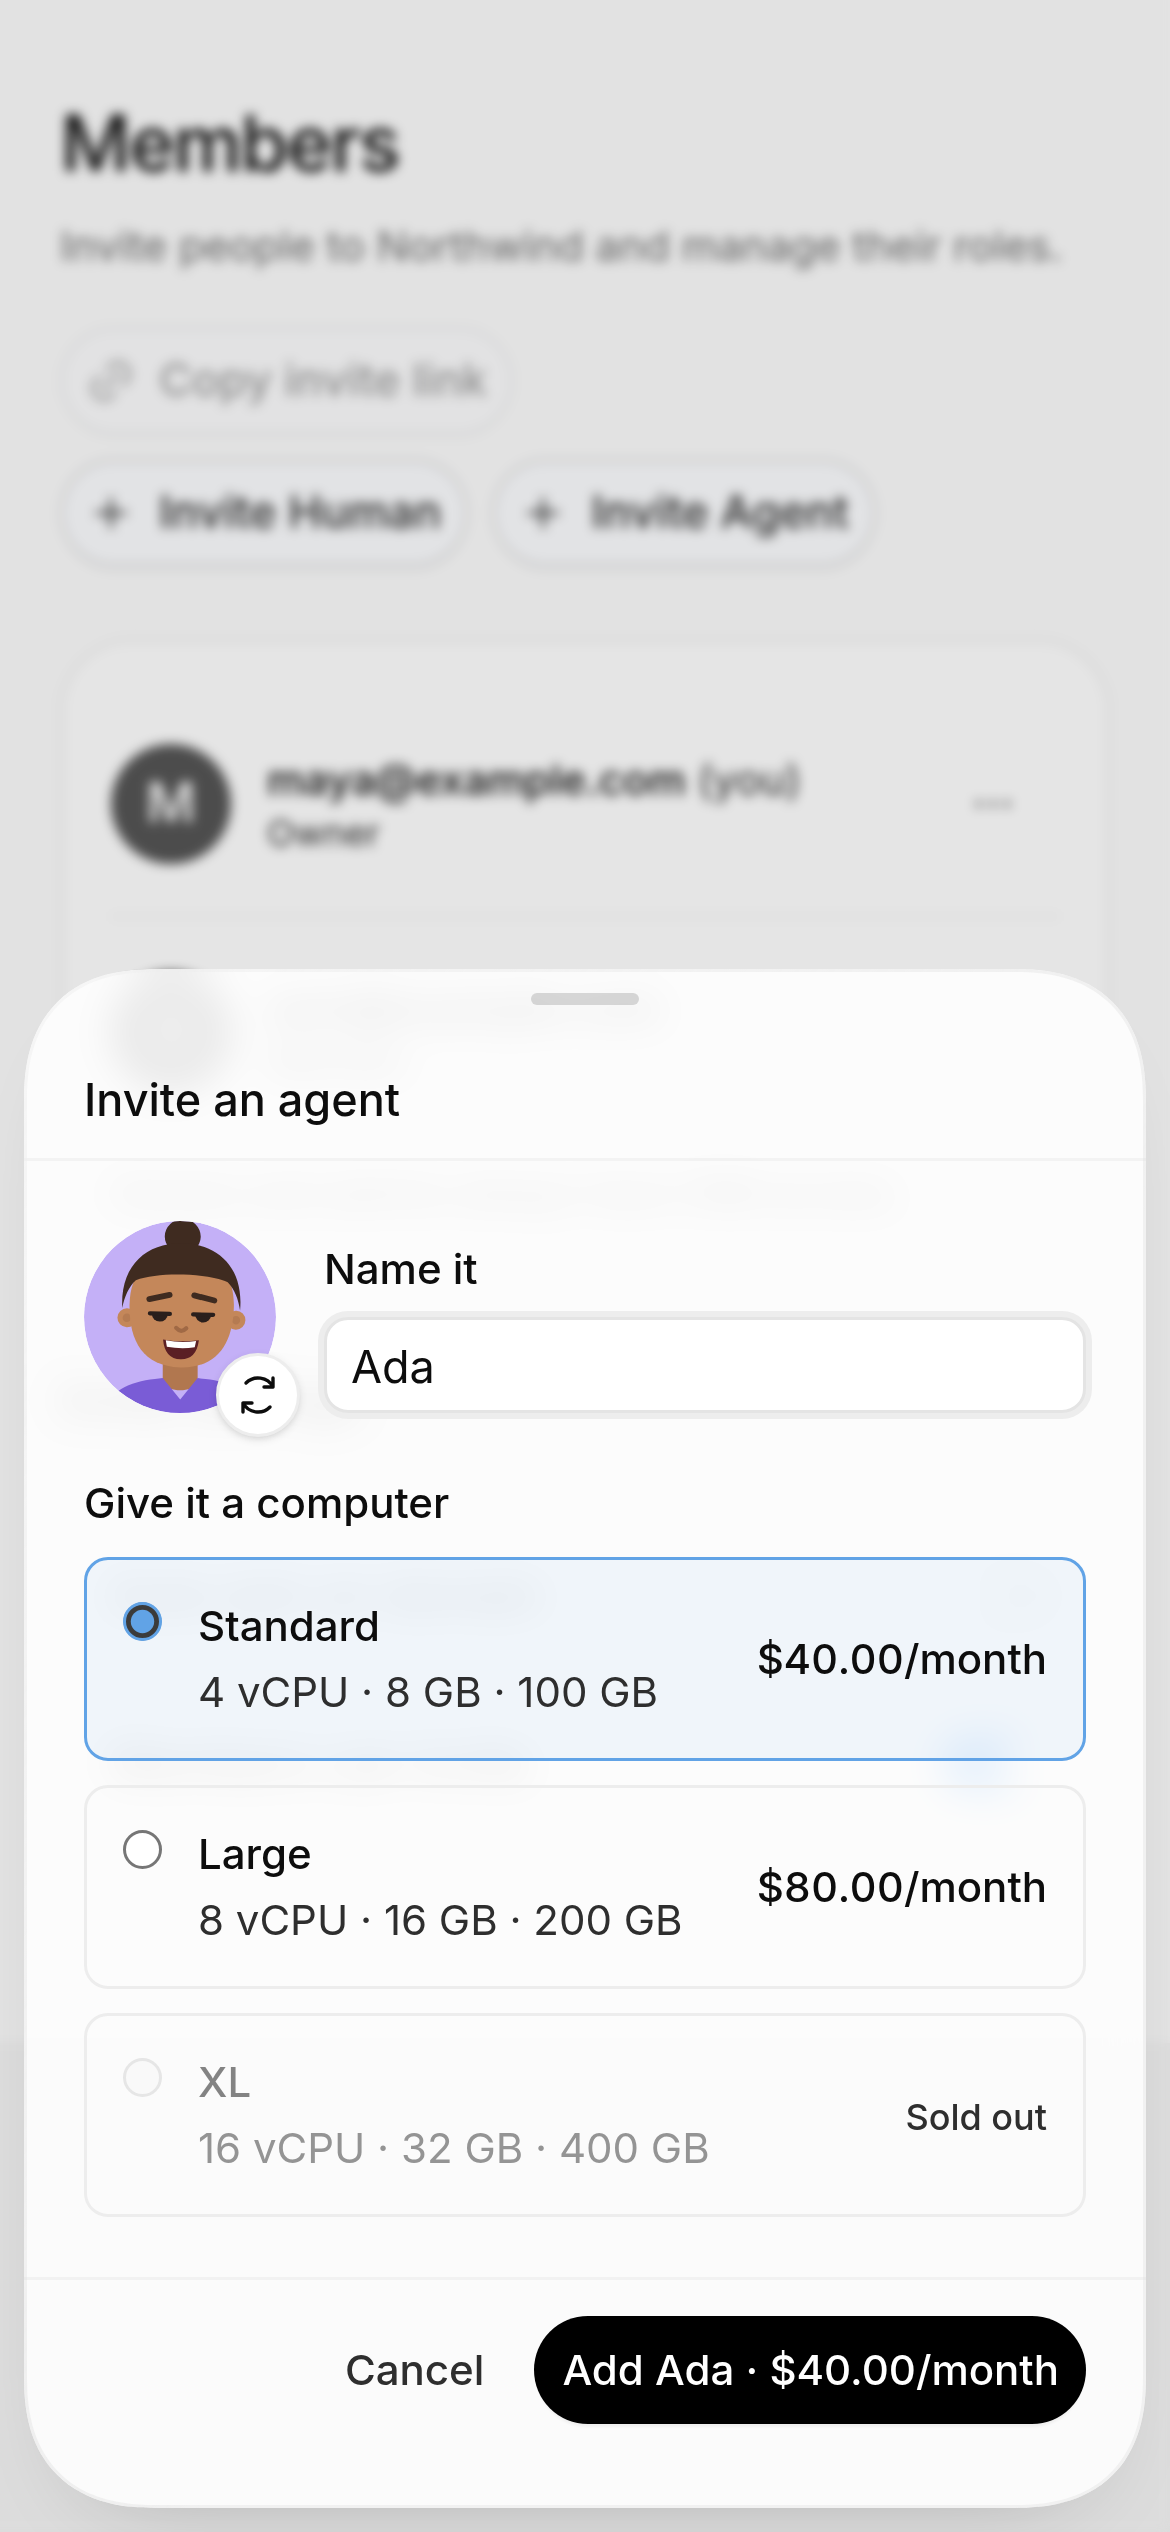 Members
Invite people to Northwind and manage their roles.
Copy invite link
+ Invite Human
+ Invite Agent
M
maya@example.com (you)
Owner
Invite an agent
Name it
Ada
Give it a computer
Standard
4 vCPU · 8 GB · 100 GB
$40.00/month
Large
8 vCPU · 16 GB · 200 GB
$80.00/month
XL
16 vCPU · 32 GB · 400 GB
Sold out
Cancel
Add Ada · $40.00/month